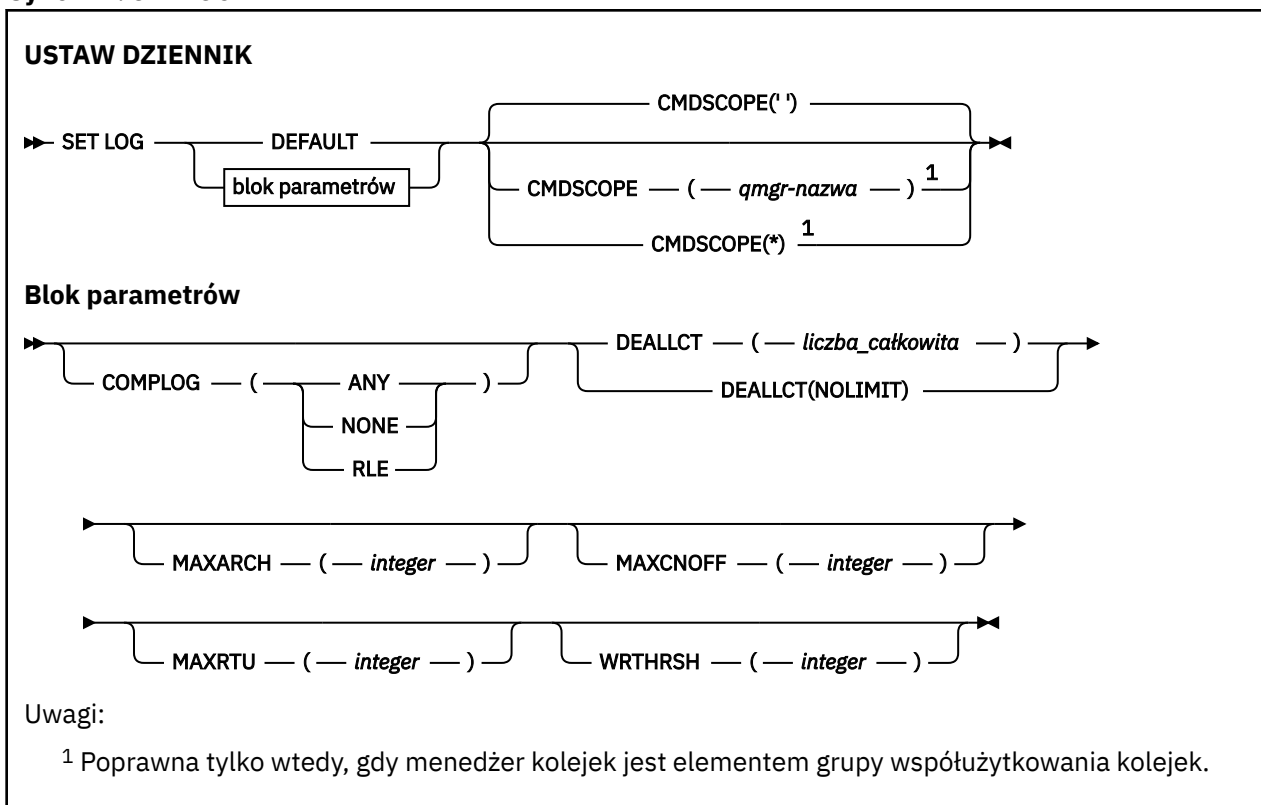 USTAW DZIENNIK
CMDSCOPE(' ')
SET LOG DEFAULT
blok parametrów CMDSCOPE ( qmgr-nazwa ) 1
CMDSCOPE(*) 1
Blok parametrów
DEALLCT ( liczba_całkowita )
COMPLOG ( ANY ) DEALLCT(NOLIMIT)
NONE
RLE
MAXARCH ( integer ) MAXCNOFF ( integer )
MAXRTU ( integer ) WRTHRSH ( integer )
Uwagi:
1 Poprawna tylko wtedy, gdy menedżer kolejek jest elementem grupy współużytkowania kolejek.